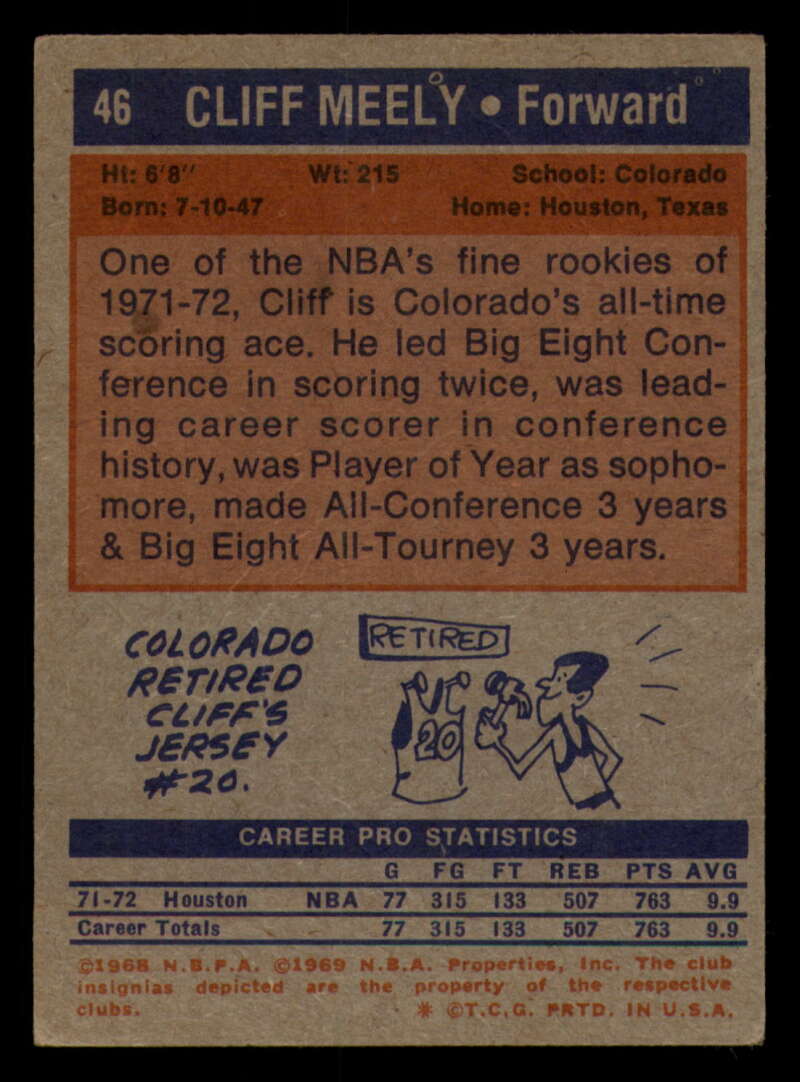 46 CLIFF MEELY • Forward
Ht: 6'8" Wt: 215 School: Colorado
Born: 7-10-47 Home: Houston, Texas
One of the NBA's fine rookies of
1971-72, Cliff is Colorado's all-time
scoring ace. He led Big Eight Con-
ference in scoring twice, was lead-
ing career scorer in conference
history, was Player of Year as sopho-
more, made All-Conference 3 years
& Big Eight All-Tourney 3 years.
COLORADO
RETIRED
CLIFF'S
JERSEY
#20.
RETIRED
20
CAREER PRO STATISTICS
G FG FT REB PTS AVG
71-72 Houston NBA 77 315 133 507 763 9.9
Career Totals 77 315 133 507 763 9.9
©1968 N.B.P.A. ©1969 N.B.A. Properties, Inc. The club
insignias depicted are the property of the respective
clubs. * ©T.C.G. PRTD. IN U.S.A.